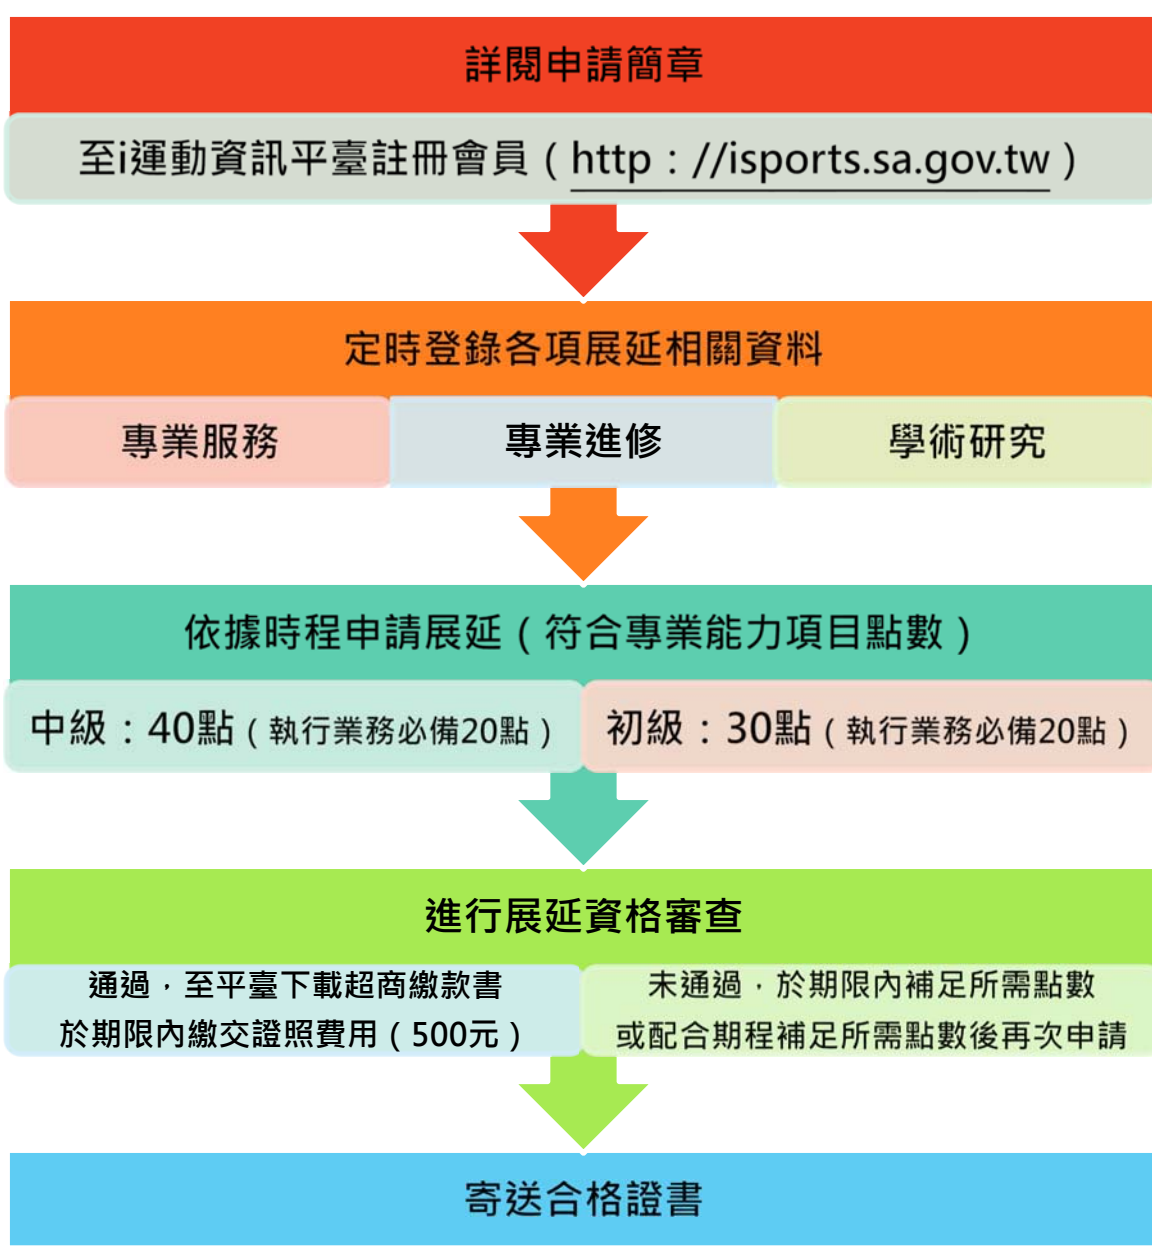 詳閱申請簡章
至i運動資訊平臺註冊會員（http：//isports.sa.gov.tw）
定時登錄各項展延相關資料
專業服務
專業進修
學術研究
依據時程申請展延（符合專業能力項目點數）
中級：40點（執行業務必備20點）
初級：30點（執行業務必備20點）
進行展延資格審查
通過，至平臺下載超商繳款書
於期限內繳交證照費用（500元）
未通過，於期限內補足所需點數
或配合期程補足所需點數後再次申請
寄送合格證書